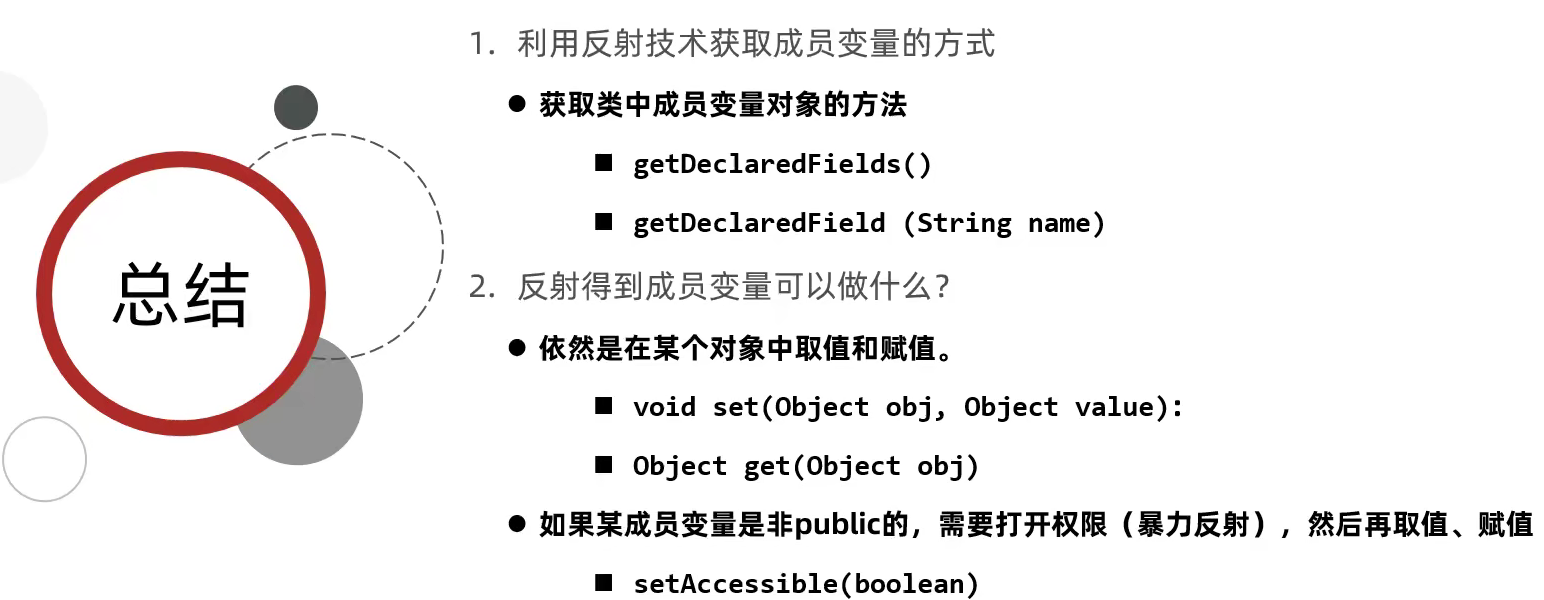 总结
1. 利用反射技术获取成员变量的方式
● 获取类中成员变量对象的方法
■ getDeclaredFields()
■ getDeclaredField (String name)
2. 反射得到成员变量可以做什么？
● 依然是在某个对象中取值和赋值。
■ void set(Object obj, Object value):
■ Object get(Object obj)
● 如果某成员变量是非public的，需要打开权限（暴力反射），然后再取值、赋值
■ setAccessible(boolean)